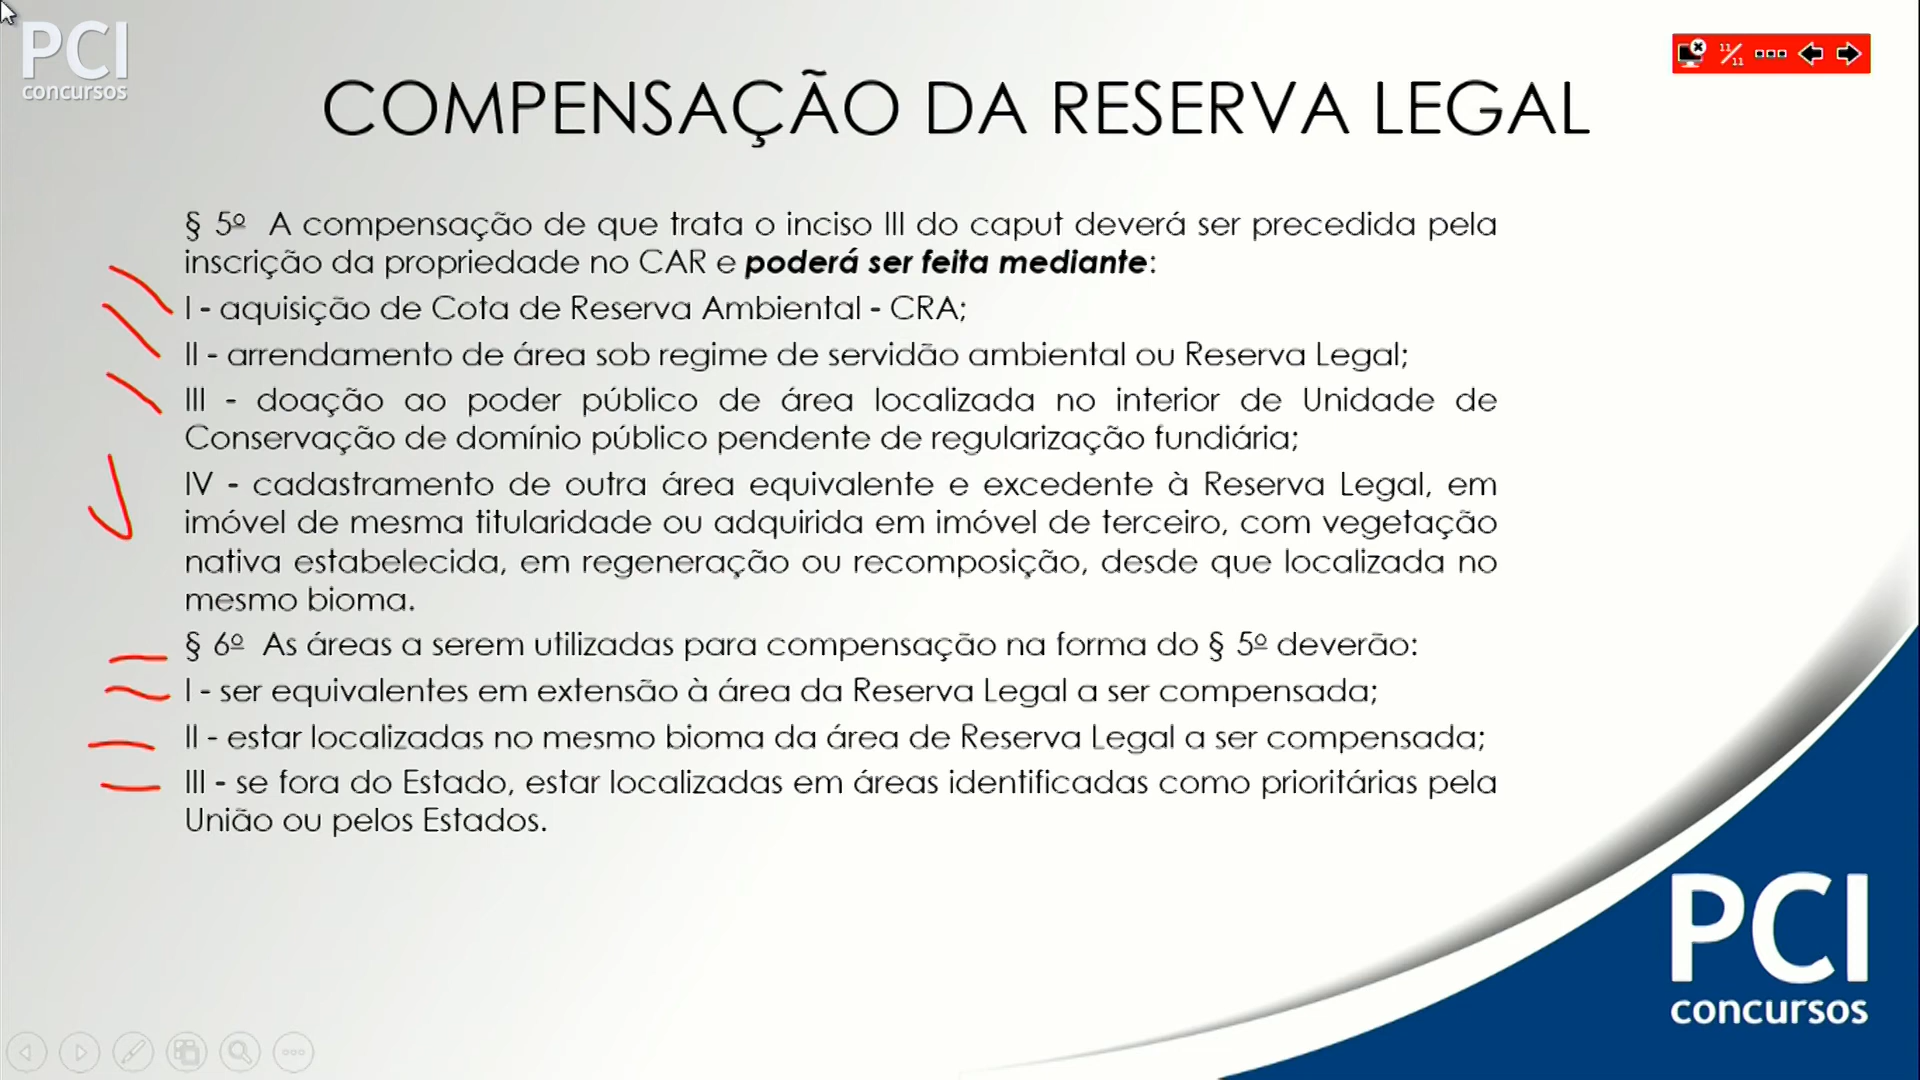 PCI
concursos
11/11
COMPENSAÇÃO DA RESERVA LEGAL
§ 5º A compensação de que trata o inciso III do caput deverá ser precedida pela
inscrição da propriedade no CAR e poderá ser feita mediante:
I - aquisição de Cota de Reserva Ambiental - CRA;
II - arrendamento de área sob regime de servidão ambiental ou Reserva Legal;
III - doação ao poder público de área localizada no interior de Unidade de
Conservação de domínio público pendente de regularização fundiária;
IV - cadastramento de outra área equivalente e excedente à Reserva Legal, em
imóvel de mesma titularidade ou adquirida em imóvel de terceiro, com vegetação
nativa estabelecida, em regeneração ou recomposição, desde que localizada no
mesmo bioma.
§ 6º As áreas a serem utilizadas para compensação na forma do § 5º deverão:
I - ser equivalentes em extensão à área da Reserva Legal a ser compensada;
II - estar localizadas no mesmo bioma da área de Reserva Legal a ser compensada;
III - se fora do Estado, estar localizadas em áreas identificadas como prioritárias pela
União ou pelos Estados.
PCI
concursos